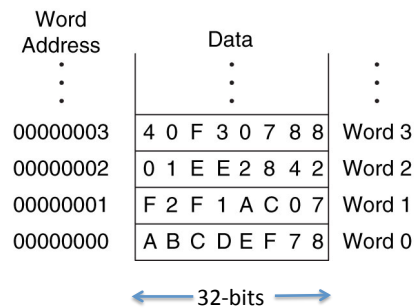 Word
Address
Data
00000003 4 0 F 3 0 7 8 8 Word 3
00000002 0 1 E E 2 8 4 2 Word 2
00000001 F 2 F 1 A C 0 7 Word 1
00000000 A B C D E F 7 8 Word 0
32-bits